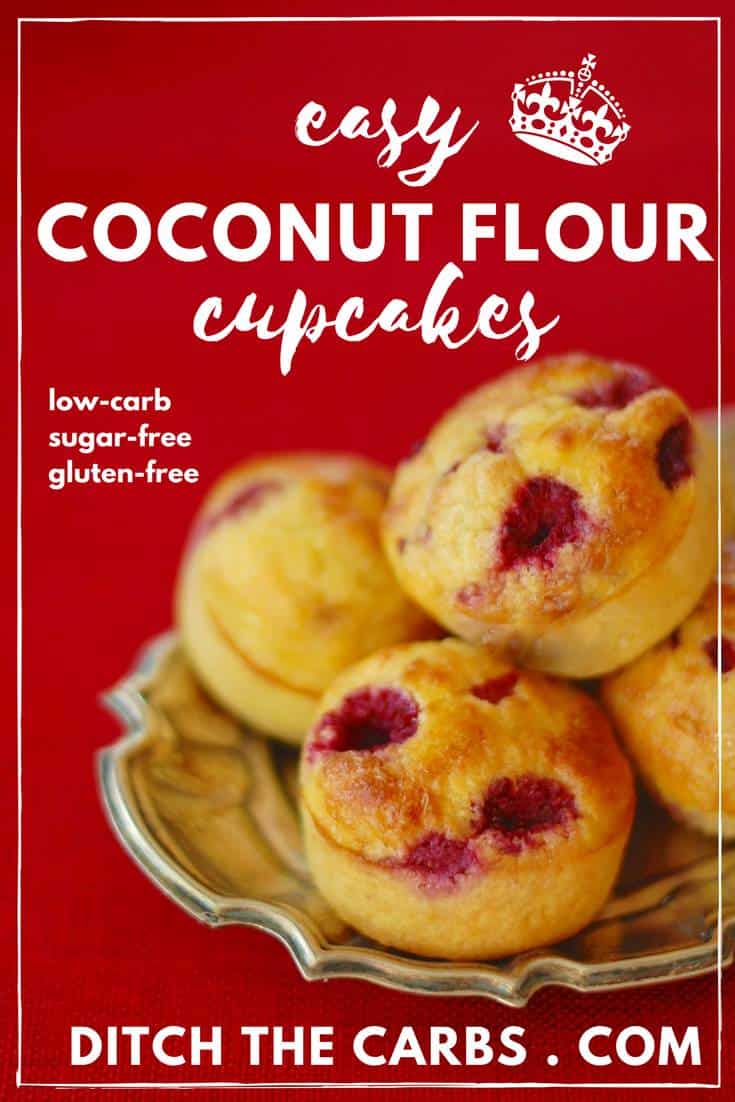 easy
COCONUT FLOUR
cupcakes
low-carb
sugar-free
gluten-free
DITCH THE CARBS . COM